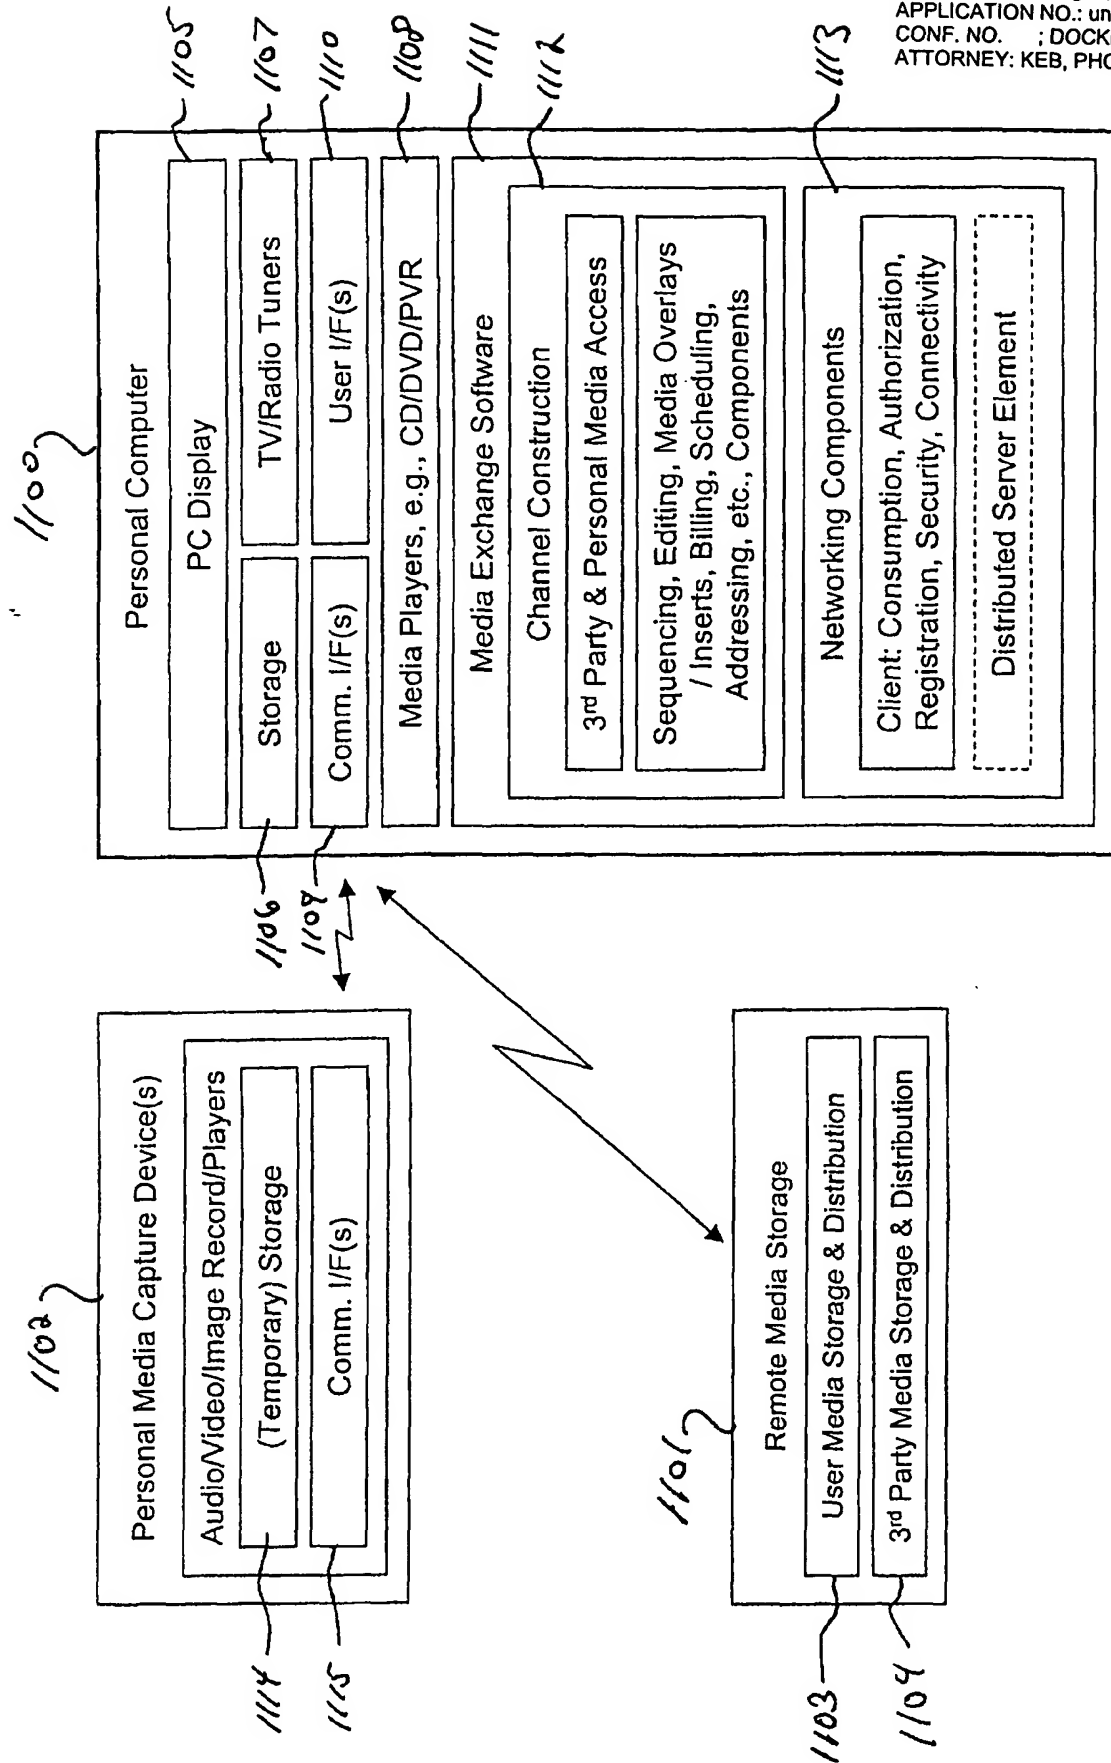 APPLICATION NO.: un
CONF. NO. ; DOCK
ATTORNEY: KEB, PHO
1100
Personal Computer
PC Display
1105
Storage
1106
TV/Radio Tuners
1107
Comm. I/F(s)
1109
User I/F(s)
1110
Media Players, e.g., CD/DVD/PVR
1108
Media Exchange Software
1111
Channel Construction
1112
3rd Party & Personal Media Access
Sequencing, Editing, Media Overlays
/ Inserts, Billing, Scheduling,
Addressing, etc., Components
Networking Components
1113
Client: Consumption, Authorization,
Registration, Security, Connectivity
Distributed Server Element
1102
Personal Media Capture Device(s)
Audio/Video/Image Record/Players
(Temporary) Storage
1114
Comm. I/F(s)
1115
1101
Remote Media Storage
User Media Storage & Distribution
1103
3rd Party Media Storage & Distribution
1104